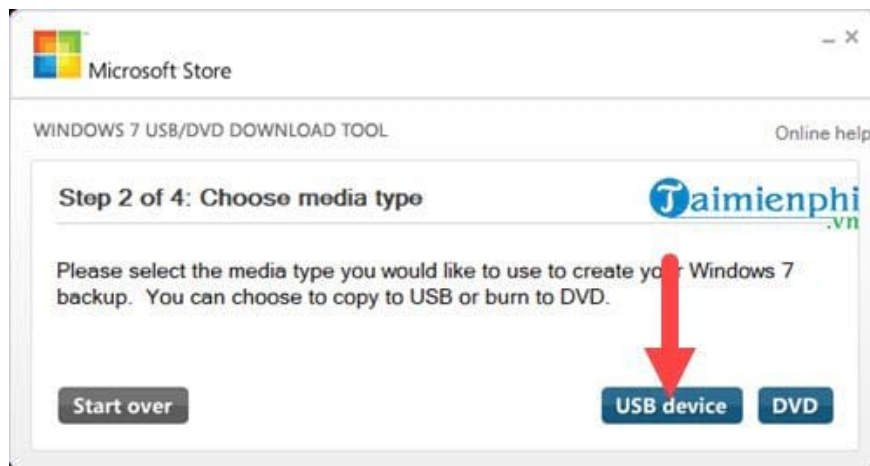 Microsoft Store
WINDOWS 7 USB/DVD DOWNLOAD TOOL
Online help
Step 2 of 4: Choose media type
Taimienphi
.vn
Please select the media type you would like to use to create your Windows 7
backup. You can choose to copy to USB or burn to DVD.
Start over
USB device
DVD